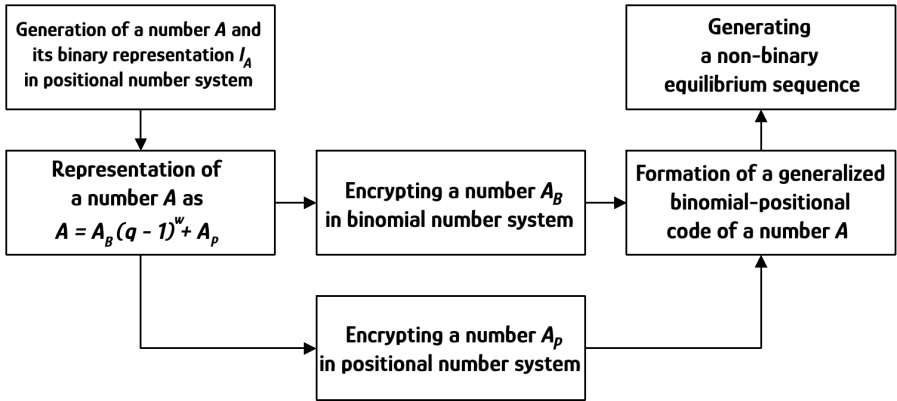 Generation of a number A and
its binary representation I_A
in positional number system
Representation of
a number A as
A = A_B (q - 1)^w + A_p
Encrypting a number A_B
in binomial number system
Encrypting a number A_p
in positional number system
Formation of a generalized
binomial-positional
code of a number A
Generating
a non-binary
equilibrium sequence